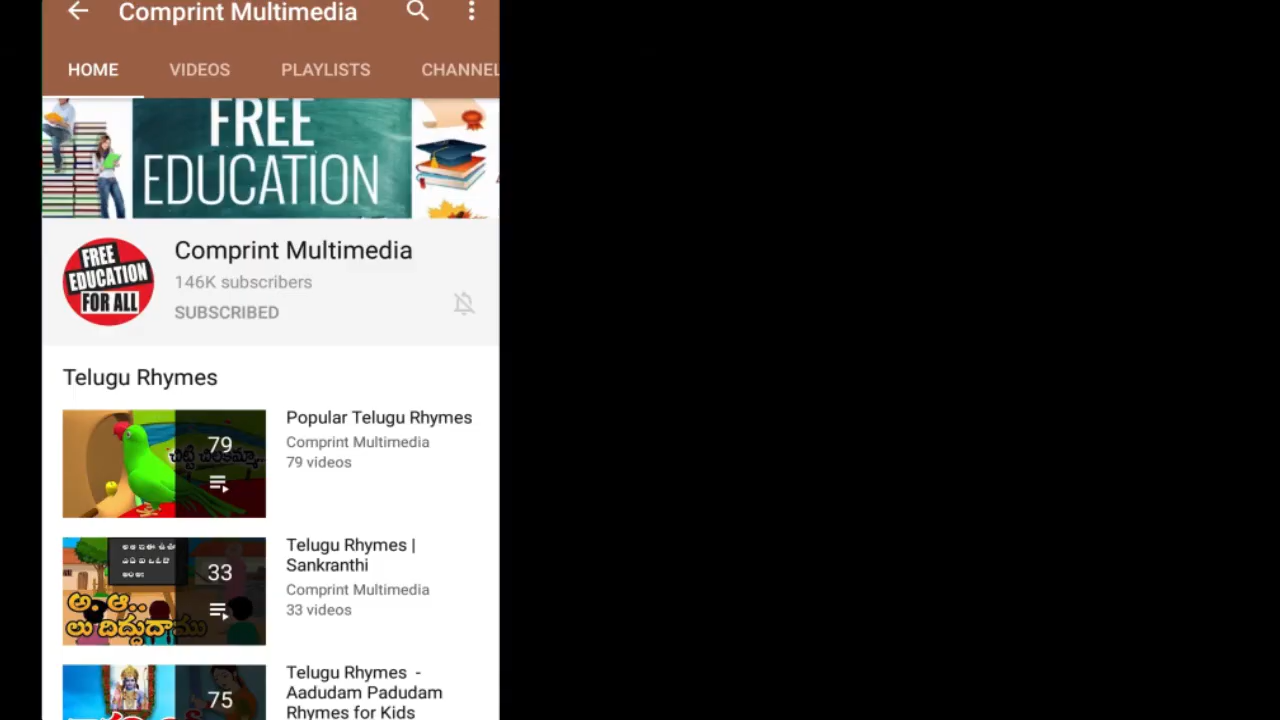 Comprint Multimedia
HOME VIDEOS PLAYLISTS CHANNEL
FREE
EDUCATION
FREE
EDUCATION
FOR ALL
Comprint Multimedia
146K subscribers
SUBSCRIBED
Telugu Rhymes
79
చిట్టి చిలకమ్మా...
Popular Telugu Rhymes
Comprint Multimedia
79 videos
33
అ. ఆ..
లు దిద్దుదాము
Telugu Rhymes |
Sankranthi
Comprint Multimedia
33 videos
75
Telugu Rhymes -
Aadudam Padudam
Rhymes for Kids